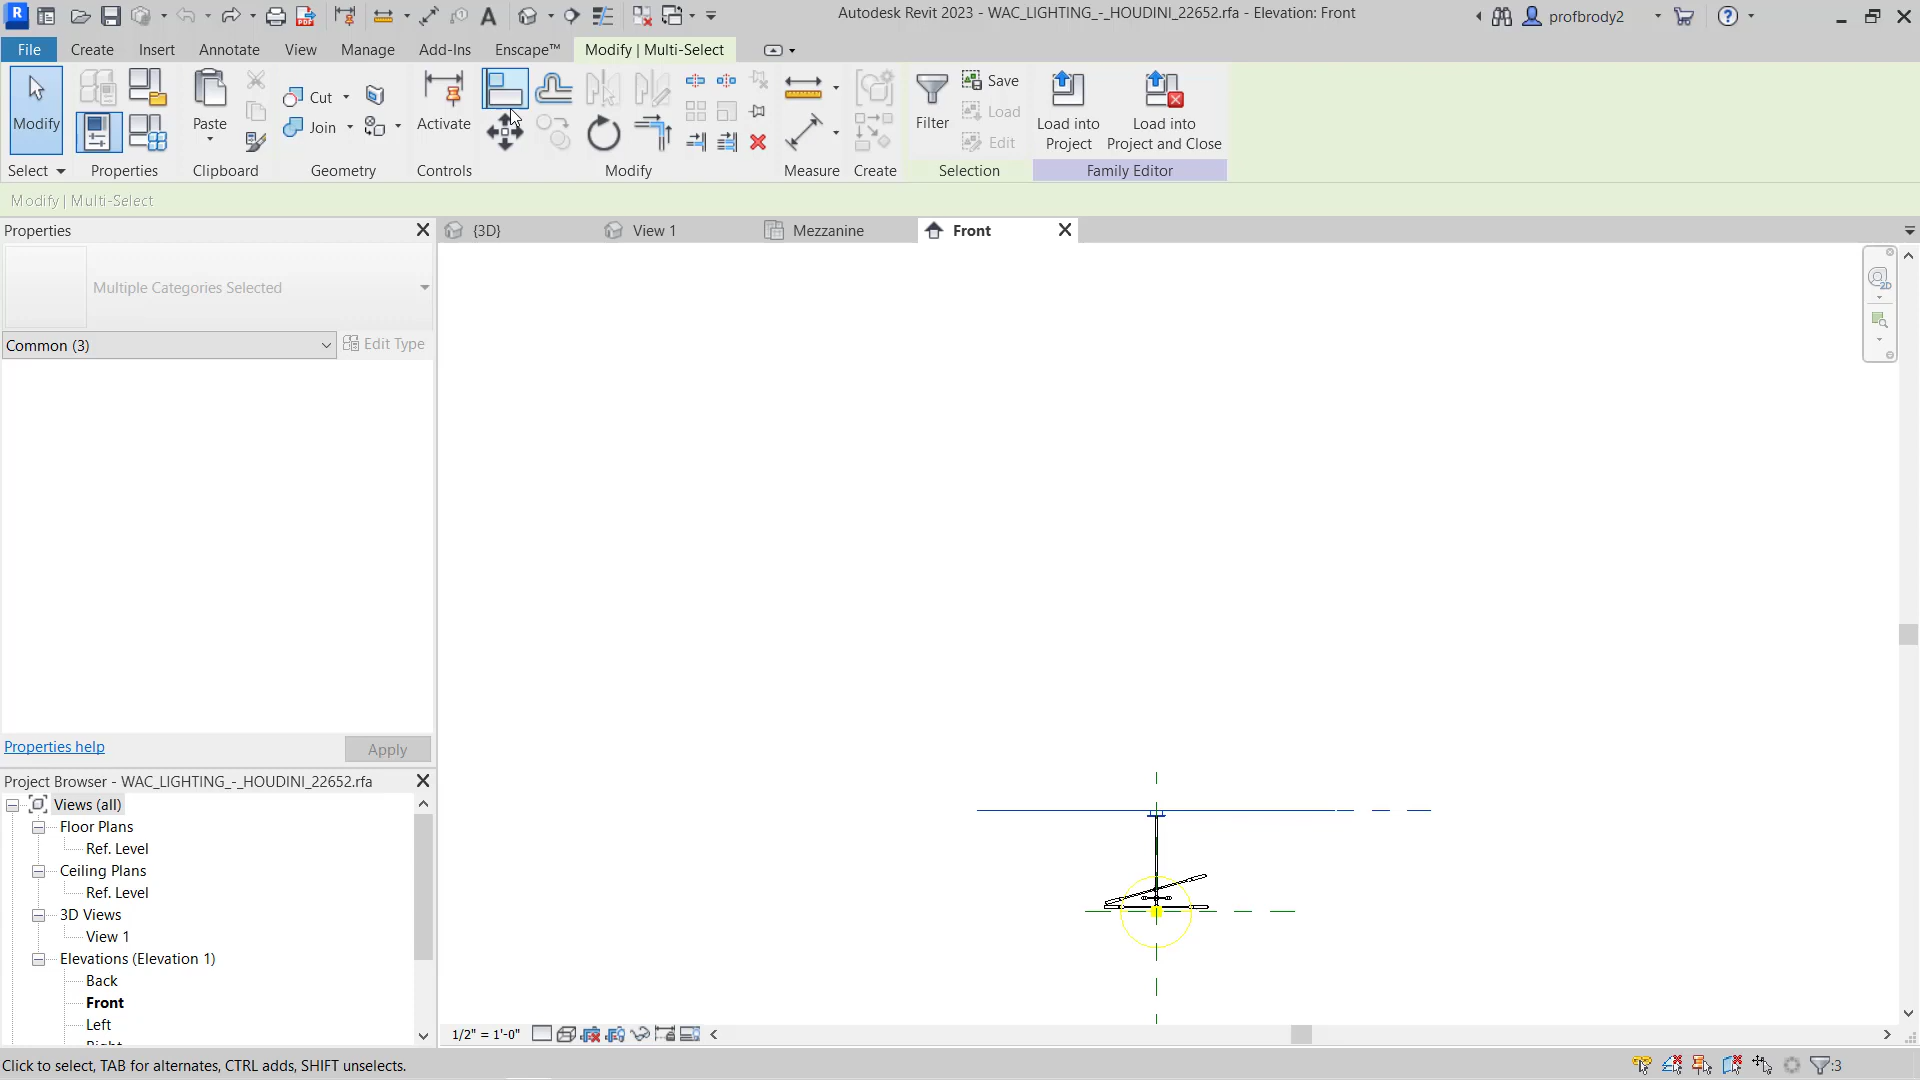 Autodesk Revit 2023 - WAC_LIGHTING_-_HOUDINI_22652.rfa - Elevation: Front
profbrody2
File Create Insert Annotate View Manage Add-Ins Enscape™ Modify | Multi-Select
Modify
Paste
Cut
Join
Activate
Filter
Save
Load
Edit
Load into
Project
Load into
Project and Close
Select Properties Clipboard Geometry Controls Modify Measure Create Selection Family Editor
Modify | Multi-Select
Properties
{3D} View 1 Mezzanine Front
Multiple Categories Selected
Common (3) Edit Type
Properties help Apply
Project Browser - WAC_LIGHTING_-_HOUDINI_22652.rfa
Views (all)
Floor Plans
Ref. Level
Ceiling Plans
Ref. Level
3D Views
View 1
Elevations (Elevation 1)
Back
Front
Left
1/2" = 1'-0"
Click to select, TAB for alternates, CTRL adds, SHIFT unselects.
:3